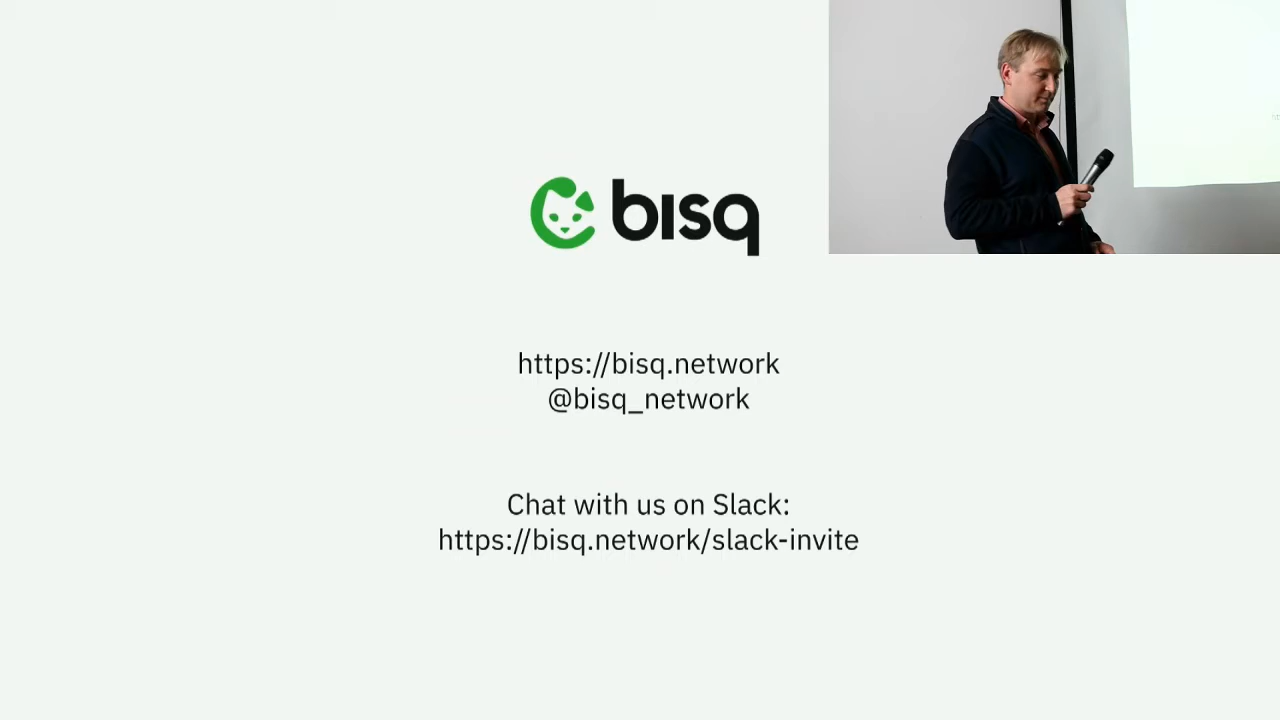 bisq
https://bisq.network
@bisq_network
Chat with us on Slack:
https://bisq.network/slack-invite